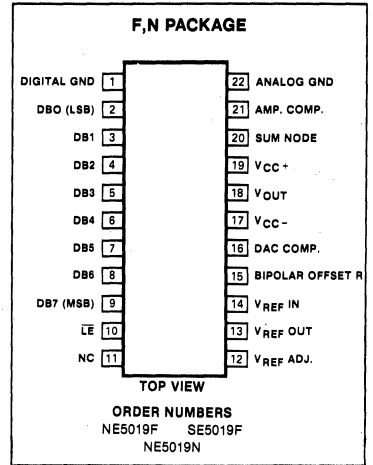 F,N PACKAGE
DIGITAL GND 1 22 ANALOG GND
DBO (LSB) 2 21 AMP. COMP.
DB1 3 20 SUM NODE
DB2 4 19 VCC +
DB3 5 18 VOUT
DB4 6 17 VCC -
DB5 7 16 DAC COMP.
DB6 8 15 BIPOLAR OFFSET R
DB7 (MSB) 9 14 VREF IN
LE 10 13 VREF OUT
NC 11 12 VREF ADJ.
TOP VIEW
ORDER NUMBERS
NE5019F SE5019F
NE5019N